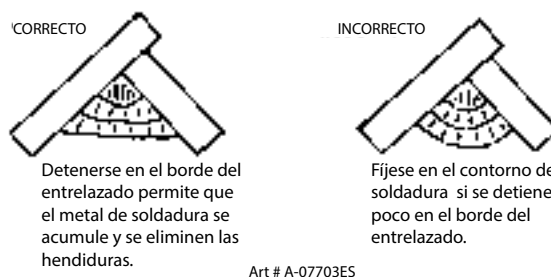 CORRECTO
Detenerse en el borde del
entrelazado permite que
el metal de soldadura se
acumule y se eliminen las
hendiduras.
INCORRECTO
Fíjese en el contorno de
soldadura si se detiene
poco en el borde del
entrelazado.
Art # A-07703ES